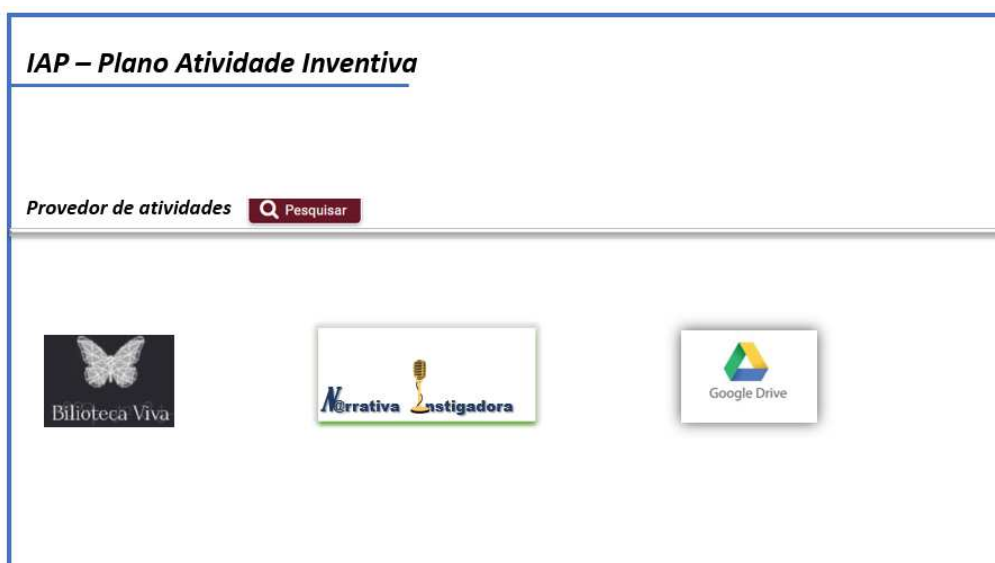 IAP – Plano Atividade Inventiva
Provedor de atividades
Pesquisar
Bilioteca Viva
N@rrativa Instigadora
Google Drive